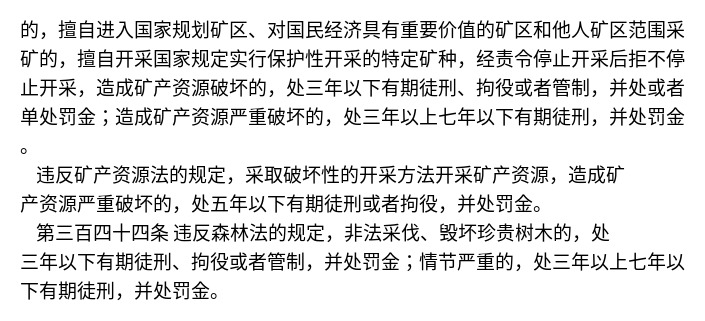 的，擅自进入国家规划矿区、对国民经济具有重要价值的矿区和他人矿区范围采
矿的，擅自开采国家规定实行保护性开采的特定矿种，经责令停止开采后拒不停
止开采，造成矿产资源破坏的，处三年以下有期徒刑、拘役或者管制，并处或者
单处罚金；造成矿产资源严重破坏的，处三年以上七年以下有期徒刑，并处罚金
。
违反矿产资源法的规定，采取破坏性的开采方法开采矿产资源，造成矿
产资源严重破坏的，处五年以下有期徒刑或者拘役，并处罚金。
第三百四十四条 违反森林法的规定，非法采伐、毁坏珍贵树木的，处
三年以下有期徒刑、拘役或者管制，并处罚金；情节严重的，处三年以上七年以
下有期徒刑，并处罚金。